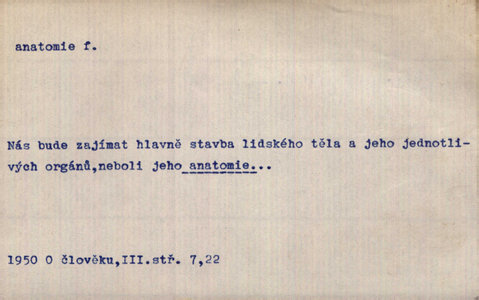 anatomie f.
Nás bude zajímat hlavně stavba lidského těla a jeho jednotli-
vých orgánů,neboli jeho anatomie...
1950 O člověku,III.stř. 7,22